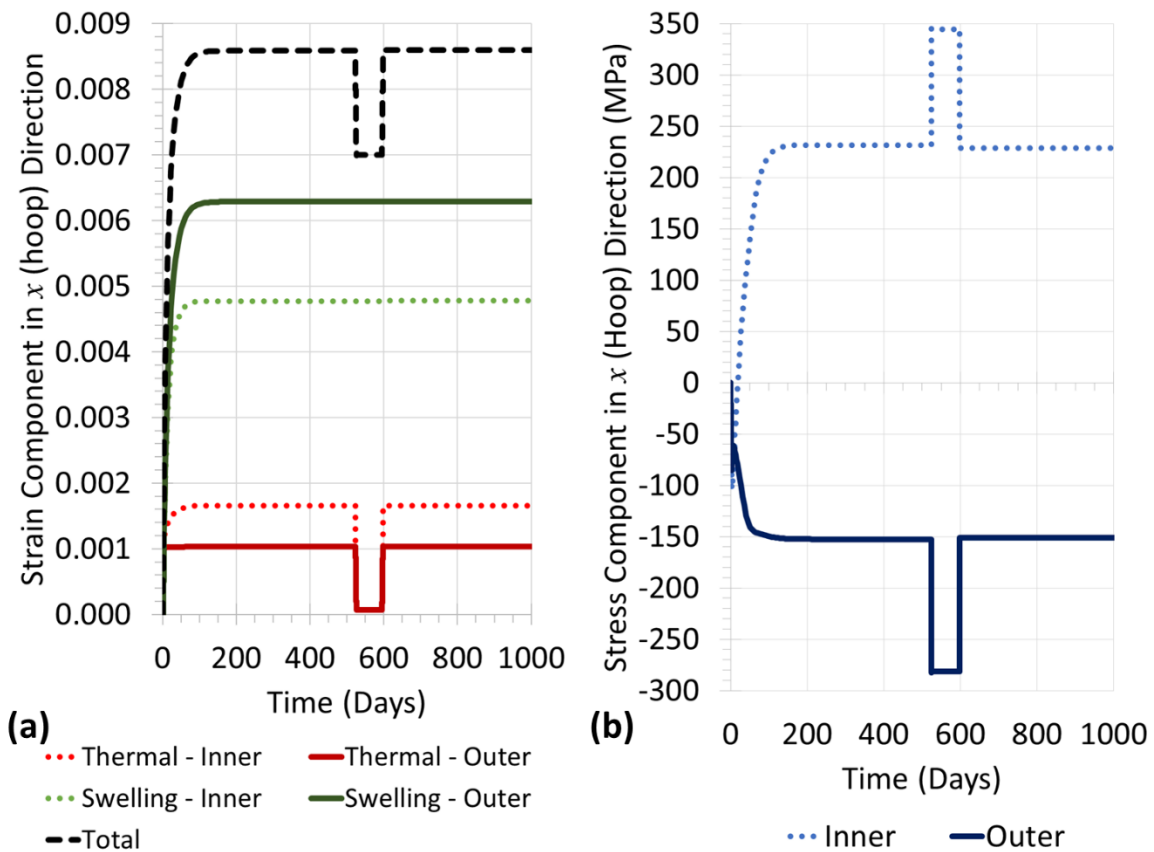 Strain Component in x (hoop) Direction
0.009
0.008
0.007
0.006
0.005
0.004
0.003
0.002
0.001
0.000
0 200 400 600 800 1000
Time (Days)
(a)
Thermal - Inner Thermal - Outer
Swelling - Inner Swelling - Outer
Total
Stress Component in x (Hoop) Direction (MPa)
350
300
250
200
150
100
50
0
-50
-100
-150
-200
-250
-300
0 200 400 600 800 1000
Time (Days)
(b)
Inner Outer